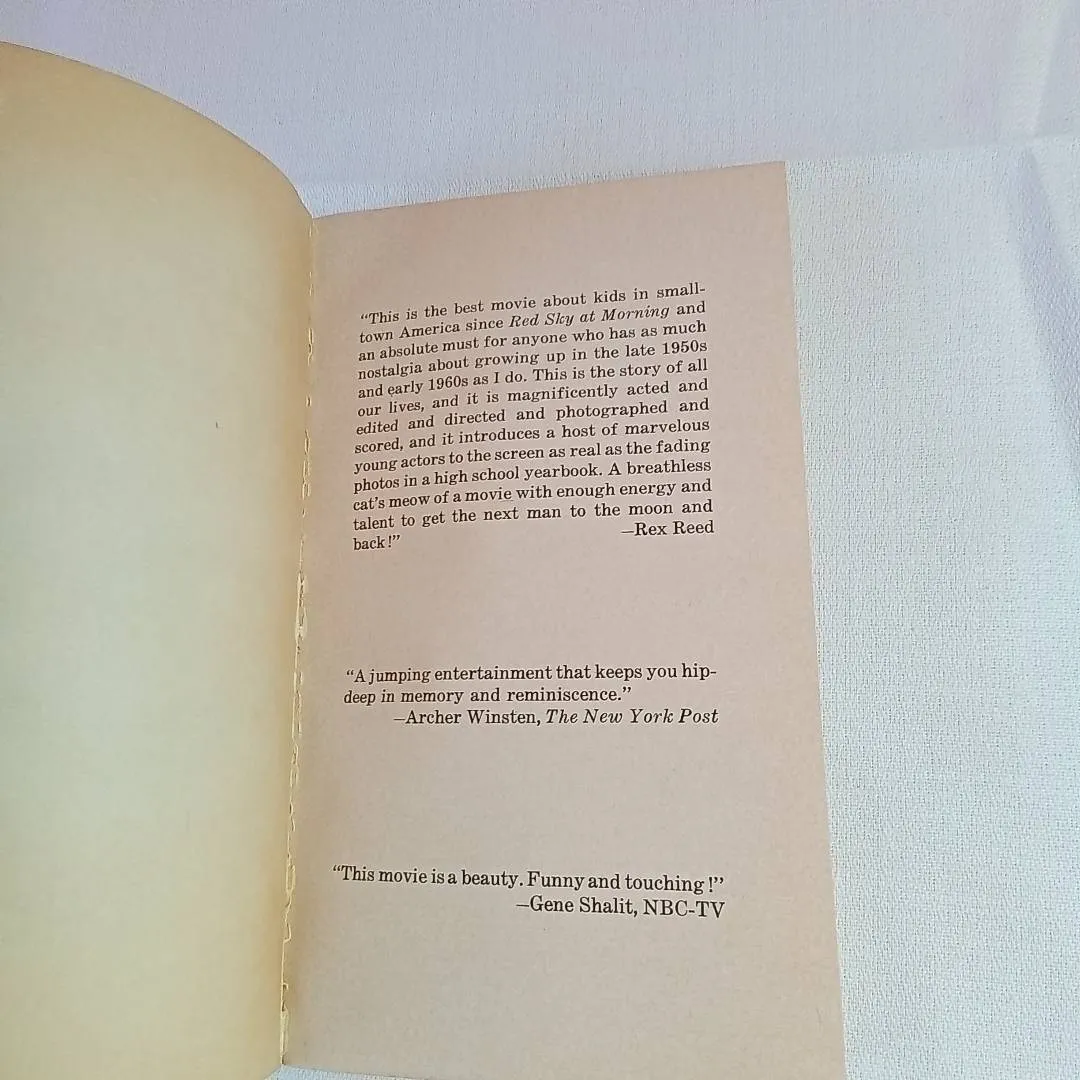 “This is the best movie about kids in small-
town America since Red Sky at Morning and
an absolute must for anyone who has as much
nostalgia about growing up in the late 1950s
and early 1960s as I do. This is the story of all
our lives, and it is magnificently acted and
edited and directed and photographed and
scored, and it introduces a host of marvelous
young actors to the screen as real as the fading
photos in a high school yearbook. A breathless
cat’s meow of a movie with enough energy and
talent to get the next man to the moon and
back!” —Rex Reed
“A jumping entertainment that keeps you hip-
deep in memory and reminiscence.”
—Archer Winsten, The New York Post
“This movie is a beauty. Funny and touching!”
—Gene Shalit, NBC-TV